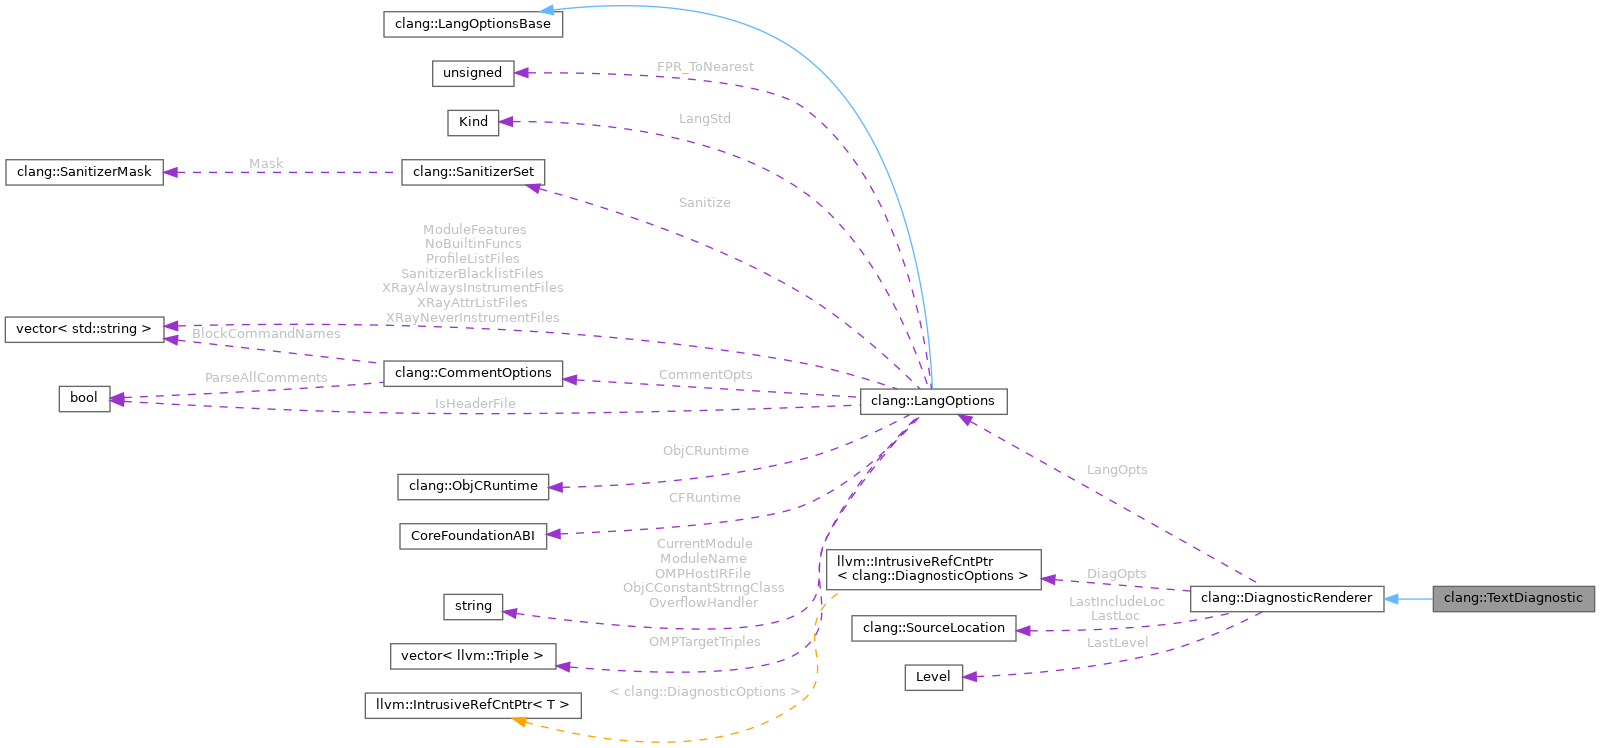 clang::LangOptionsBase
unsigned
FPR_ToNearest
Kind
LangStd
clang::SanitizerMask
Mask
clang::SanitizerSet
Sanitize
ModuleFeatures
NoBuiltinFuncs
ProfileListFiles
SanitizerBlacklistFiles
XRayAlwaysInstrumentFiles
XRayAttrListFiles
XRayNeverInstrumentFiles
vector< std::string >
BlockCommandNames
clang::CommentOptions
CommentOpts
ParseAllComments
bool
IsHeaderFile
clang::LangOptions
ObjCRuntime
clang::ObjCRuntime
LangOpts
CFRuntime
CoreFoundationABI
CurrentModule
ModuleName
OMPHostIRFile
ObjCConstantStringClass
OverflowHandler
string
llvm::IntrusiveRefCntPtr
< clang::DiagnosticOptions >
DiagOpts
clang::DiagnosticRenderer
clang::TextDiagnostic
LastIncludeLoc
LastLoc
clang::SourceLocation
LastLevel
OMPTargetTriples
vector< llvm::Triple >
Level
< clang::DiagnosticOptions >
llvm::IntrusiveRefCntPtr< T >